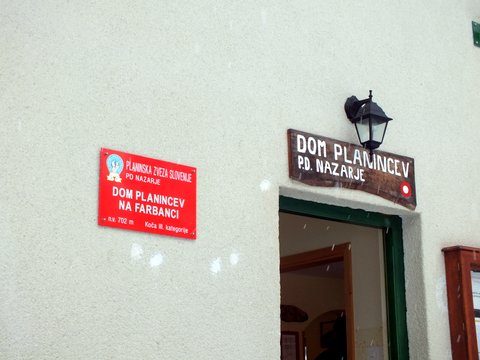 PLANINSKA ZVEZA SLOVENIJE
PD NAZARJE
DOM PLANINCEV
NA FARBANCI
n.v. 702 m Koča III. kategorije
DOM PLANINCEV
P.D. NAZARJE